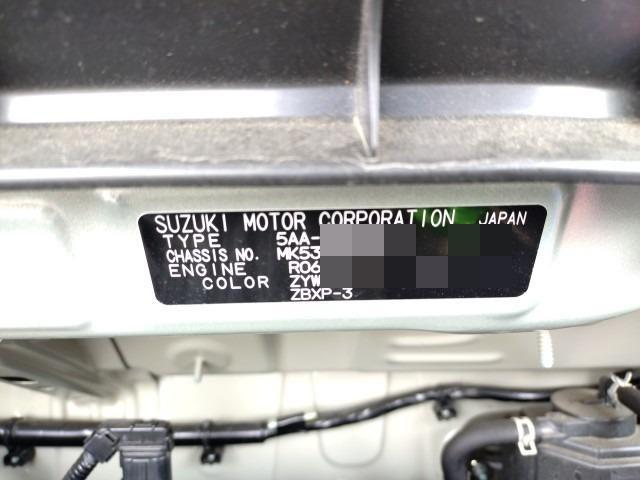 SUZUKI MOTOR CORPORATION JAPAN
TYPE 5AA-
CHASSIS NO. MK53
ENGINE R06
COLOR ZYW
ZBXP-3